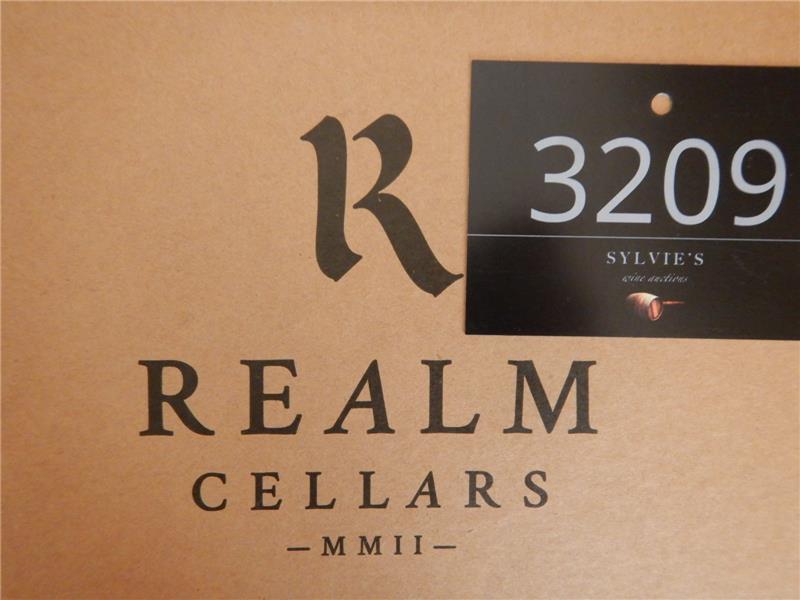 R
3209
SYLVIE'S
wine auctions
REALM
CELLARS
—MMII—